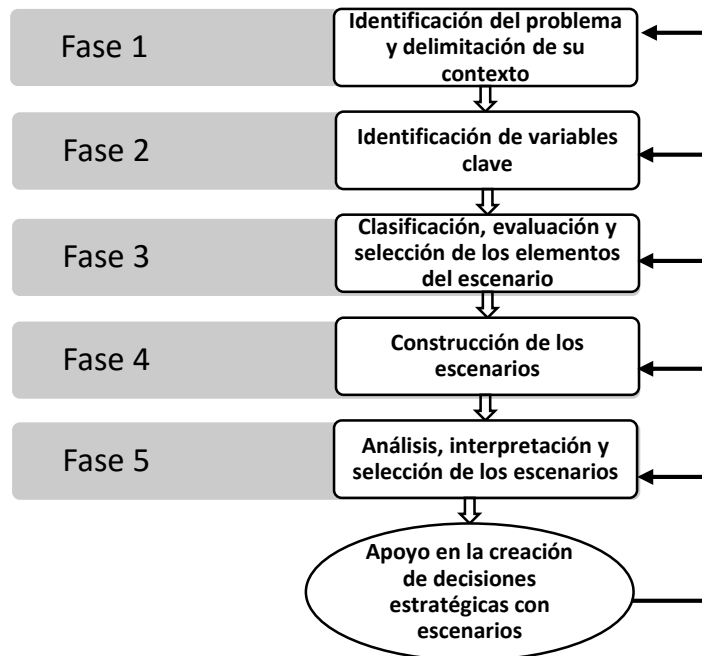 Fase 1
Identificación del problema
y delimitación de su
contexto
Fase 2
Identificación de variables
clave
Fase 3
Clasificación, evaluación y
selección de los elementos
del escenario
Fase 4
Construcción de los
escenarios
Fase 5
Análisis, interpretación y
selección de los escenarios
Apoyo en la creación
de decisiones
estratégicas con
escenarios